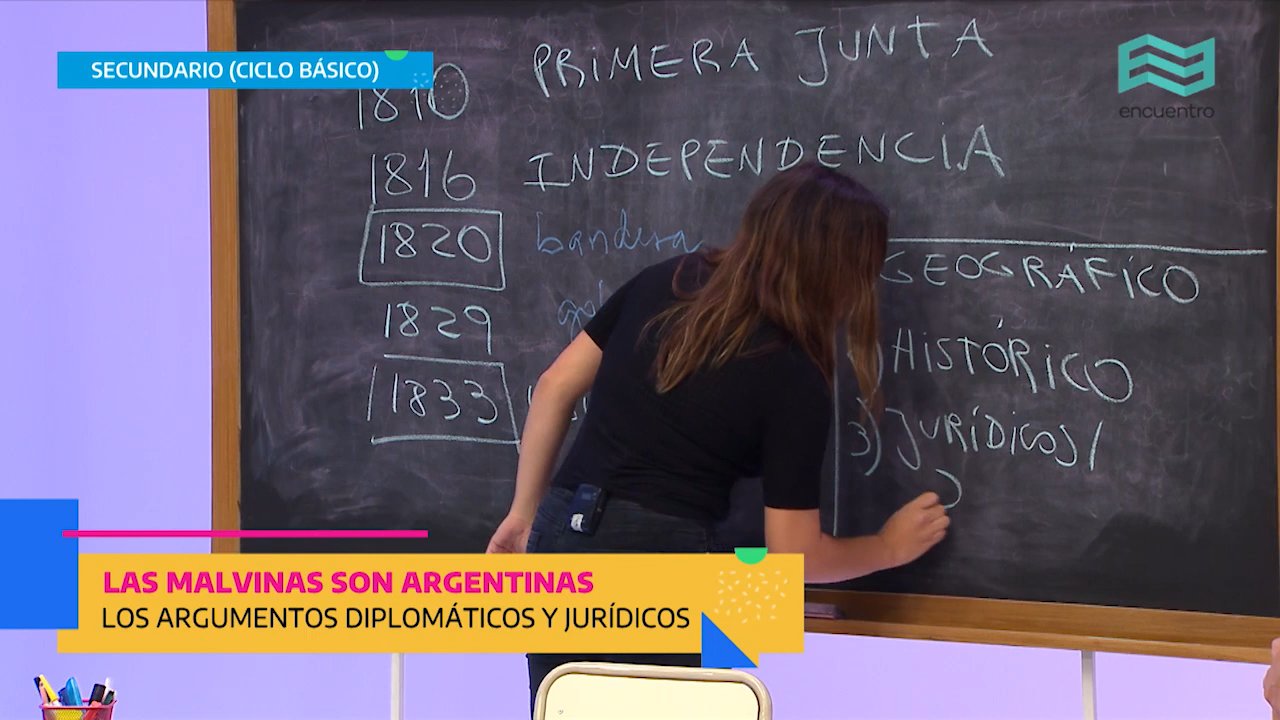 SECUNDARIO (CICLO BÁSICO)
encuentro
1810 PRIMERA JUNTA
1816 INDEPENDENCIA
1820 bandera
1829
1833
GEOGRÁFICO
HISTÓRICO
3) JURÍDICOS/
LAS MALVINAS SON ARGENTINAS
LOS ARGUMENTOS DIPLOMÁTICOS Y JURÍDICOS